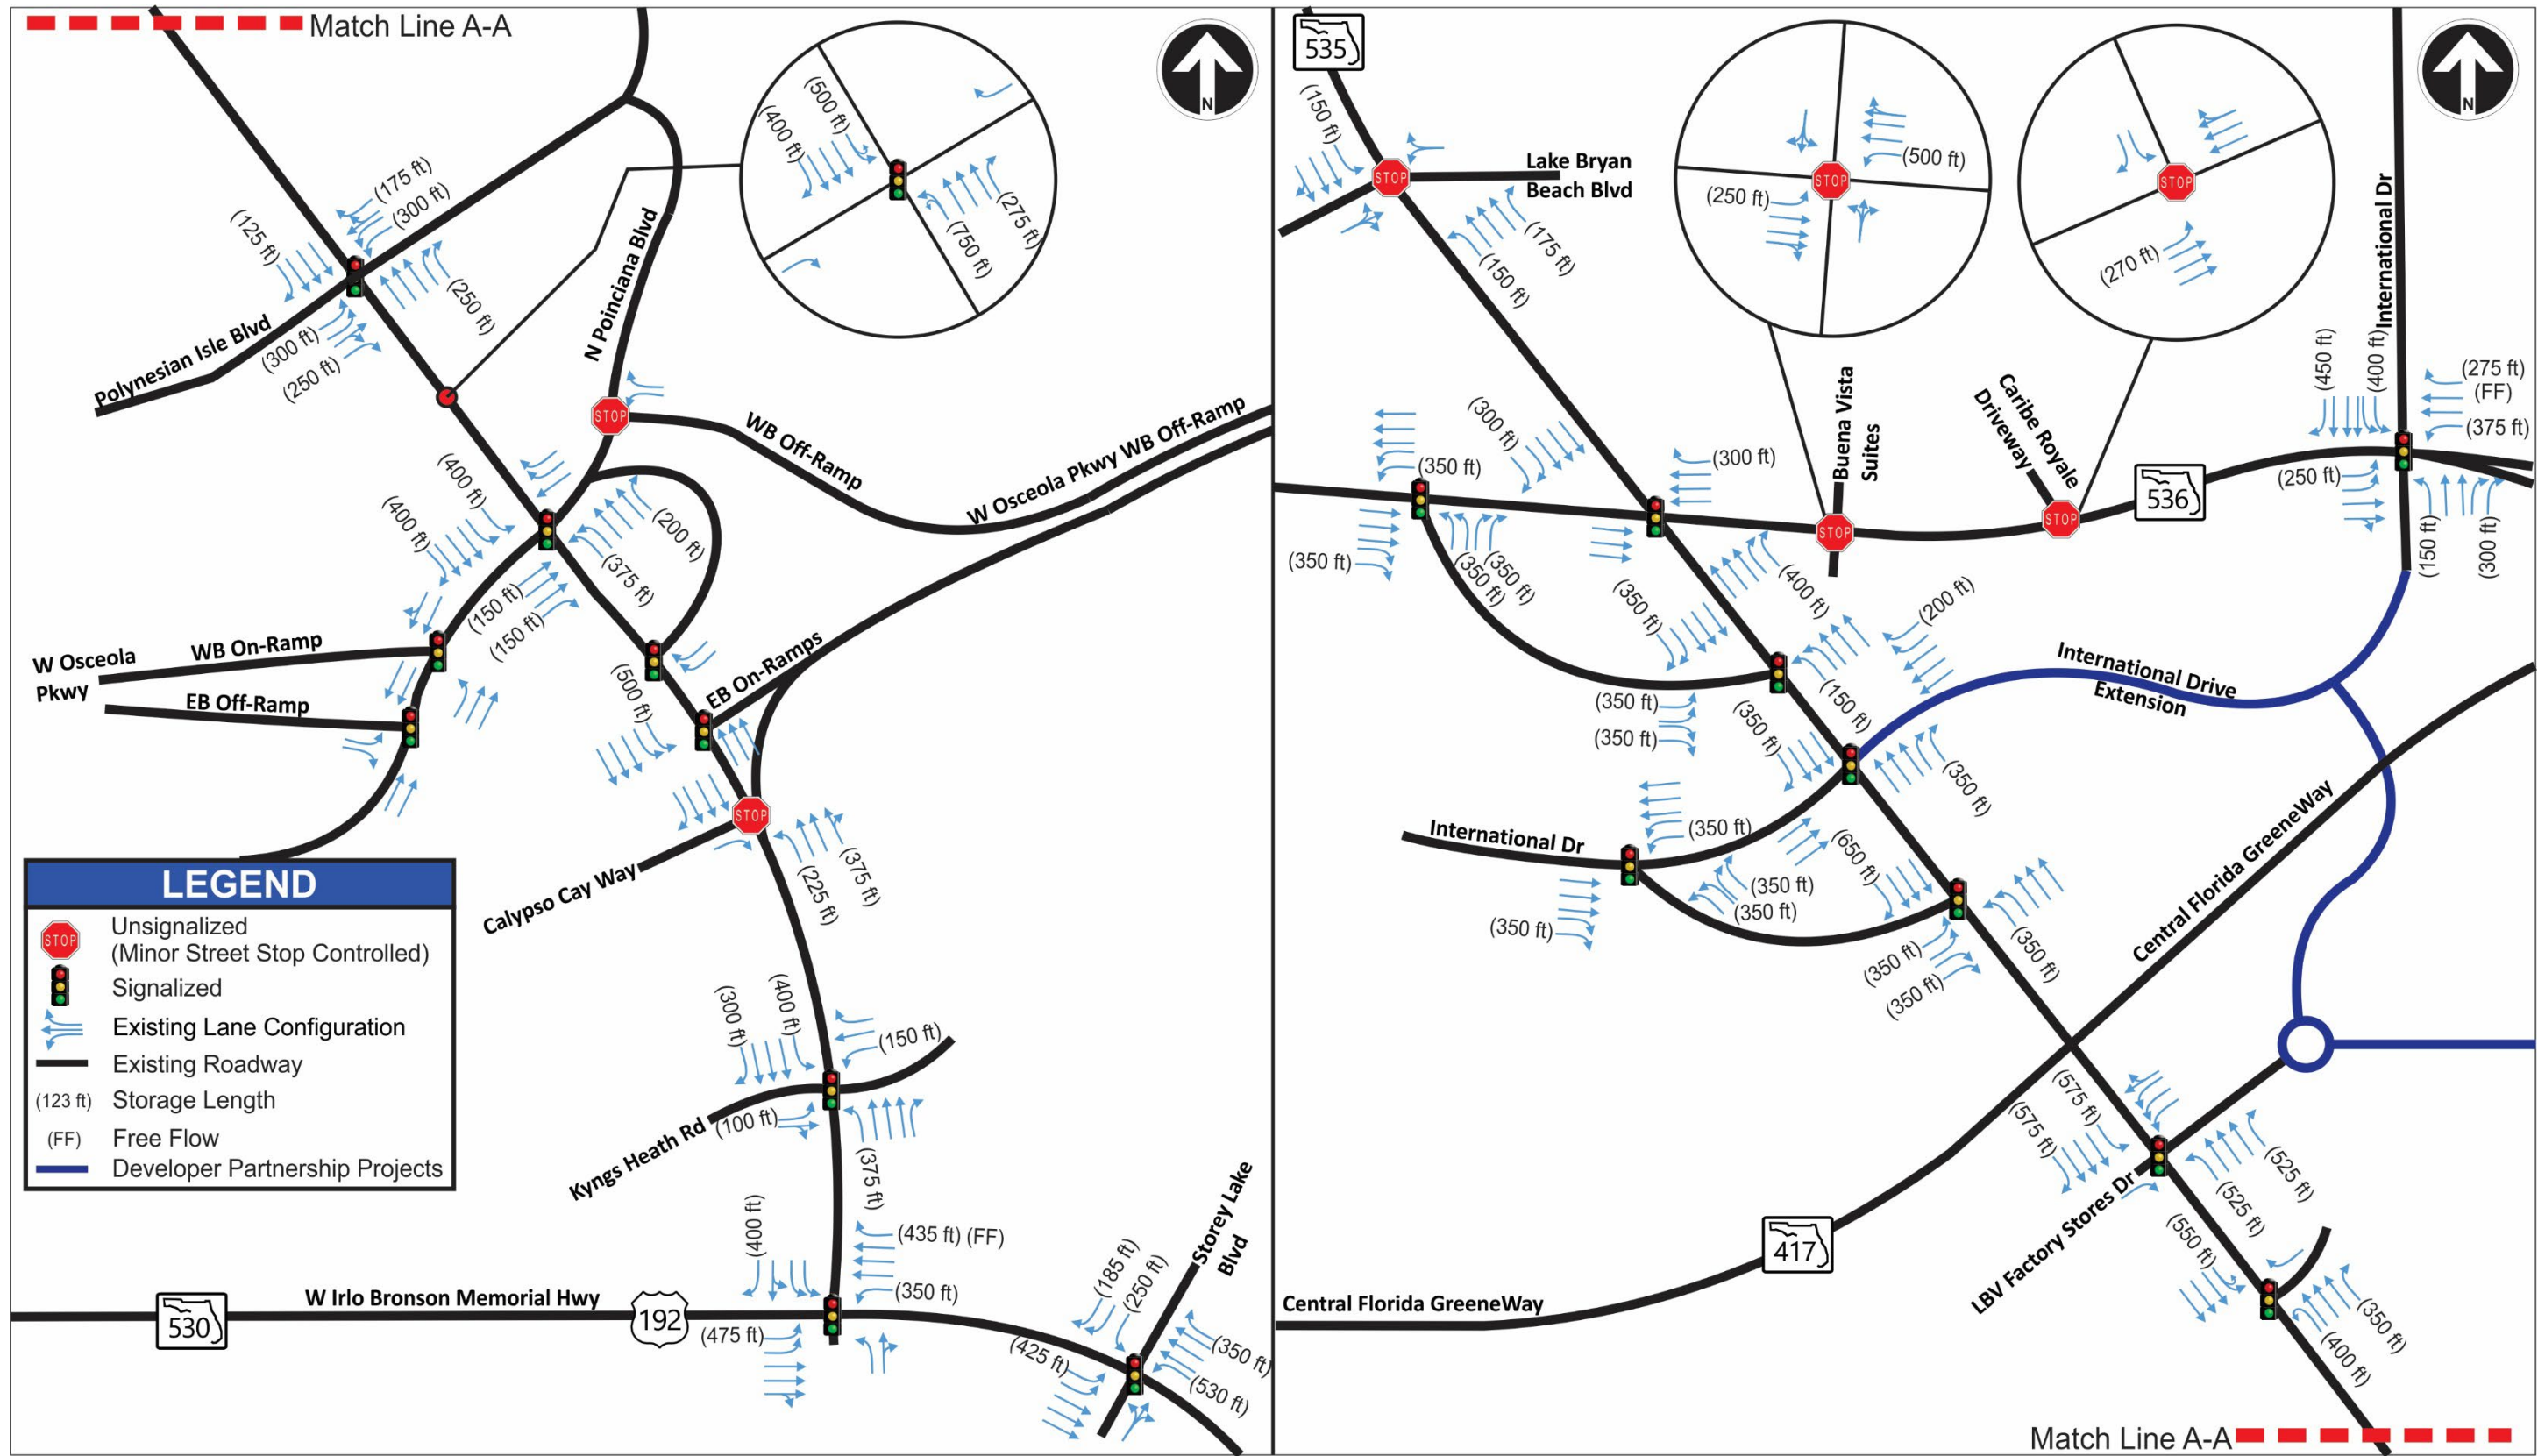 Match Line A-A
N
(500 ft)
(400 ft)
(275 ft)
(750 ft)
(175 ft)
(300 ft)
(125 ft)
(250 ft)
(300 ft)
(250 ft)
Polynesian Isle Blvd
N Poinciana Blvd
STOP
WB Off-Ramp
W Osceola Pkwy WB Off-Ramp
(400 ft)
(400 ft)
(200 ft)
(375 ft)
(150 ft)
(150 ft)
W Osceola
Pkwy
WB On-Ramp
EB Off-Ramp
(500 ft)
EB On-Ramps
STOP
Calypso Cay Way
(375 ft)
(225 ft)
LEGEND
STOP
Unsignalized
(Minor Street Stop Controlled)
Signalized
Existing Lane Configuration
Existing Roadway
(123 ft)
Storage Length
(FF)
Free Flow
Developer Partnership Projects
(300 ft)
(400 ft)
(150 ft)
(100 ft)
Kyngs Heath Rd
(375 ft)
(400 ft)
(435 ft) (FF)
(350 ft)
W Irlo Bronson Memorial Hwy
530
192
(475 ft)
(185 ft)
(250 ft)
Storey Lake
Blvd
(425 ft)
(350 ft)
(530 ft)
535
N
(150 ft)
STOP
Lake Bryan
Beach Blvd
(175 ft)
(150 ft)
STOP
(500 ft)
(250 ft)
STOP
(270 ft)
International Dr
(450 ft)
(400 ft)
(275 ft)
(FF)
(375 ft)
(250 ft)
(150 ft)
(300 ft)
Buena Vista
Suites
STOP
Caribe Royale
Driveway
STOP
536
(300 ft)
(300 ft)
(350 ft)
(350 ft)
(350 ft)
(350 ft)
(400 ft)
(350 ft)
(200 ft)
(350 ft)
(350 ft)
(150 ft)
(350 ft)
International Drive
Extension
(350 ft)
International Dr
(350 ft)
(350 ft)
(350 ft)
(350 ft)
(650 ft)
(350 ft)
(350 ft)
(350 ft)
Central Florida GreeneWay
(575 ft)
(575 ft)
(525 ft)
(525 ft)
LBV Factory Stores Dr
(550 ft)
(350 ft)
(400 ft)
417
Central Florida GreeneWay
Match Line A-A